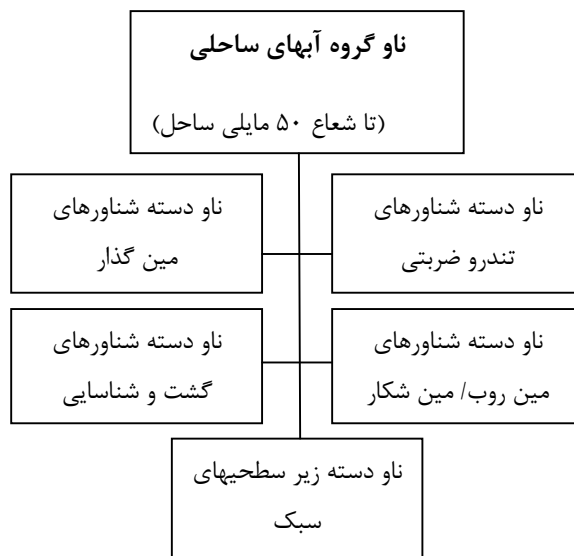 ناو گروه آبهای ساحلی
(تا شعاع ۵۰ مایلی ساحل)
ناو دسته شناورهای
تندرو ضربتی
ناو دسته شناورهای
مین گذار
ناو دسته شناورهای
مین روب/ مین شکار
ناو دسته شناورهای
گشت و شناسایی
ناو دسته زیر سطحیهای
سبک